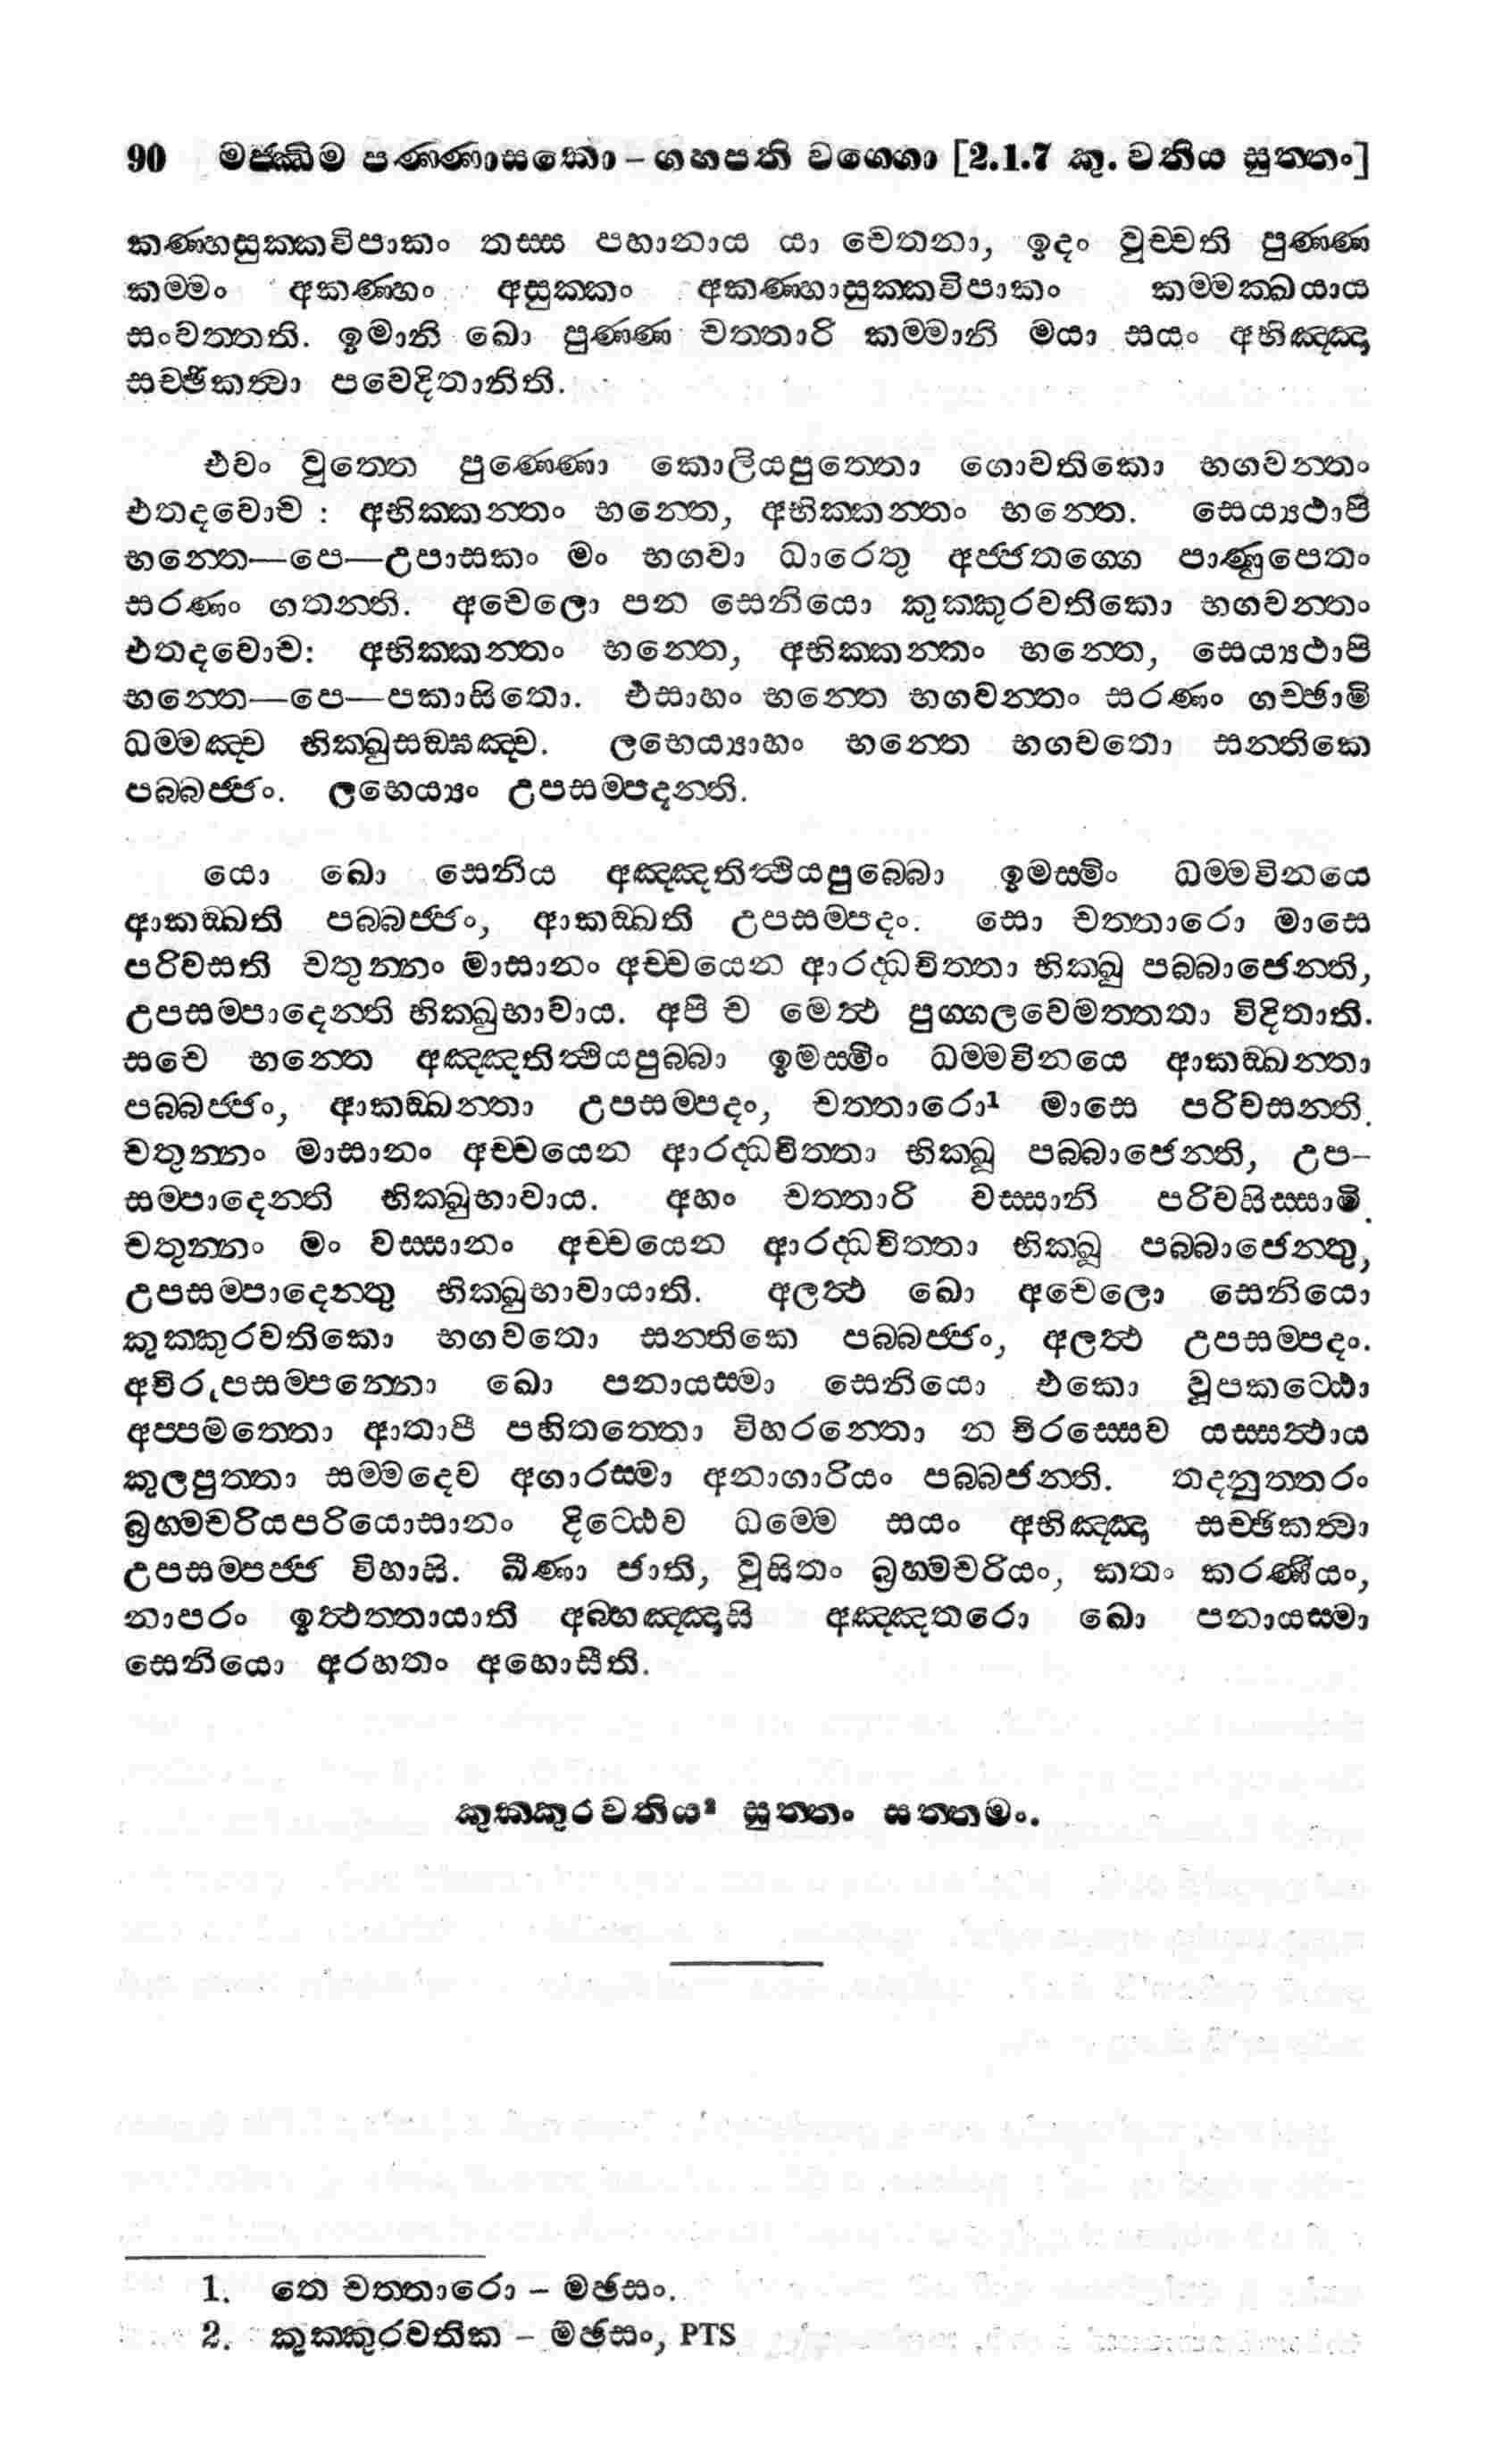 90 මජ්ඣිම පණ්ණාසකො – ගහපති වග්ගො [2.1.7 කු. වතිය සුත්තං]
කණ්හසුක්කවිපාකං තස්ස පහානාය යා චෙතනා, ඉදං වුච්චති පුණ්ණ
කම්මං අකණ්හං අසුක්කං අකණ්හාසුක්කවිපාකං කම්මක්ඛයාය
සංවත්තති. ඉමානි ඛො පුණ්ණ චත්තාරි කම්මානි මයා සයං අභිඤ්ඤා
සච්ඡිකත්වා පවෙදිතානිති.
එවං වුත්තෙ පුණ්ණො කොලියපුත්තො ගොවතිකො භගවන්තං
එතදවොච : අභික්කන්තං භන්තෙ, අභික්කන්තං භන්තෙ. සෙය්‍යථාපි
භන්තෙ—පෙ—උපාසකං මං භගවා ධාරෙතු අජ්ජතග්ගෙ පාණුපෙතං
සරණං ගතන්ති. අචෙලො පන සෙනියො කුක්කුරවතිකො භගවන්තං
එතදවොච: අභික්කන්තං භන්තෙ, අභික්කන්තං භන්තෙ, සෙය්‍යථාපි
භන්තෙ—පෙ—පකාසිතො. එසාහං භන්තෙ භගවන්තං සරණං ගච්ඡාමි
ධම්මඤ්ච භික්ඛුසඞ්ඝඤ්ච. ලභෙය්‍යාහං භන්තෙ භගවතො සන්තිකෙ
පබ්බජ්ජං. ලභෙය්‍යං උපසම්පදන්ති.
යො ඛො සෙනිය අඤ්ඤතිත්ථියපුබ්බො ඉමස්මිං ධම්මවිනයෙ
ආකඞ්ඛති පබ්බජ්ජං, ආකඞ්ඛති උපසම්පදං. සො චත්තාරො මාසෙ
පරිවසති චතුන්නං මාසානං අච්චයෙන ආරද්ධචිත්තා භික්ඛු පබ්බාජෙන්ති,
උපසම්පාදෙන්ති භික්ඛුභාවාය. අපි ච මෙත්ථ පුග්ගලවෙමත්තතා විදිතාති.
සචෙ භන්තෙ අඤ්ඤතිත්ථියපුබ්බා ඉමස්මිං ධම්මවිනයෙ ආකඞ්ඛන්තා
පබ්බජ්ජං, ආකඞ්ඛන්තා උපසම්පදං, චත්තාරො¹ මාසෙ පරිවසන්ති.
චතුන්නං මාසානං අච්චයෙන ආරද්ධචිත්තා භික්ඛූ පබ්බාජෙන්ති, උප-
සම්පාදෙන්ති භික්ඛුභාවාය. අහං චත්තාරි වස්සානි පරිවසිස්සාමි.
චතුන්නං මං වස්සානං අච්චයෙන ආරද්ධචිත්තා භික්ඛූ පබ්බාජෙන්තු,
උපසම්පාදෙන්තු භික්ඛුභාවායාති. අලත්ථ ඛො අචෙලො සෙනියො
කුක්කුරවතිකො භගවතො සන්තිකෙ පබ්බජ්ජං, අලත්ථ උපසම්පදං.
අචිරුපසම්පන්නො ඛො පනායස්මා සෙනියො එකො වූපකට්ඨො
අප්පමත්තො ආතාපි පහිතත්තො විහරන්තො න චිරස්සෙව යස්සත්ථාය
කුලපුත්තා සම්මදෙව අගාරස්මා අනාගාරියං පබ්බජන්ති. තදනුත්තරං
බ්‍රහ්මචරියපරියොසානං දිට්ඨෙව ධම්මෙ සයං අභිඤ්ඤා සච්ඡිකත්වා
උපසම්පජ්ජ විහාසි. ඛීණා ජාති, වුසිතං බ්‍රහ්මචරියං, කතං කරණීයං,
නාපරං ඉත්ථත්තායාති අබ්භඤ්ඤාසි අඤ්ඤතරො ඛො පනායස්මා
සෙනියො අරහතං අහොසීති.
කුක්කුරවතිය² සුත්තං සත්තමං.
1. තෙ චත්තාරො – මඡසං.
2. කුක්කුරවතික – මඡසං, PTS